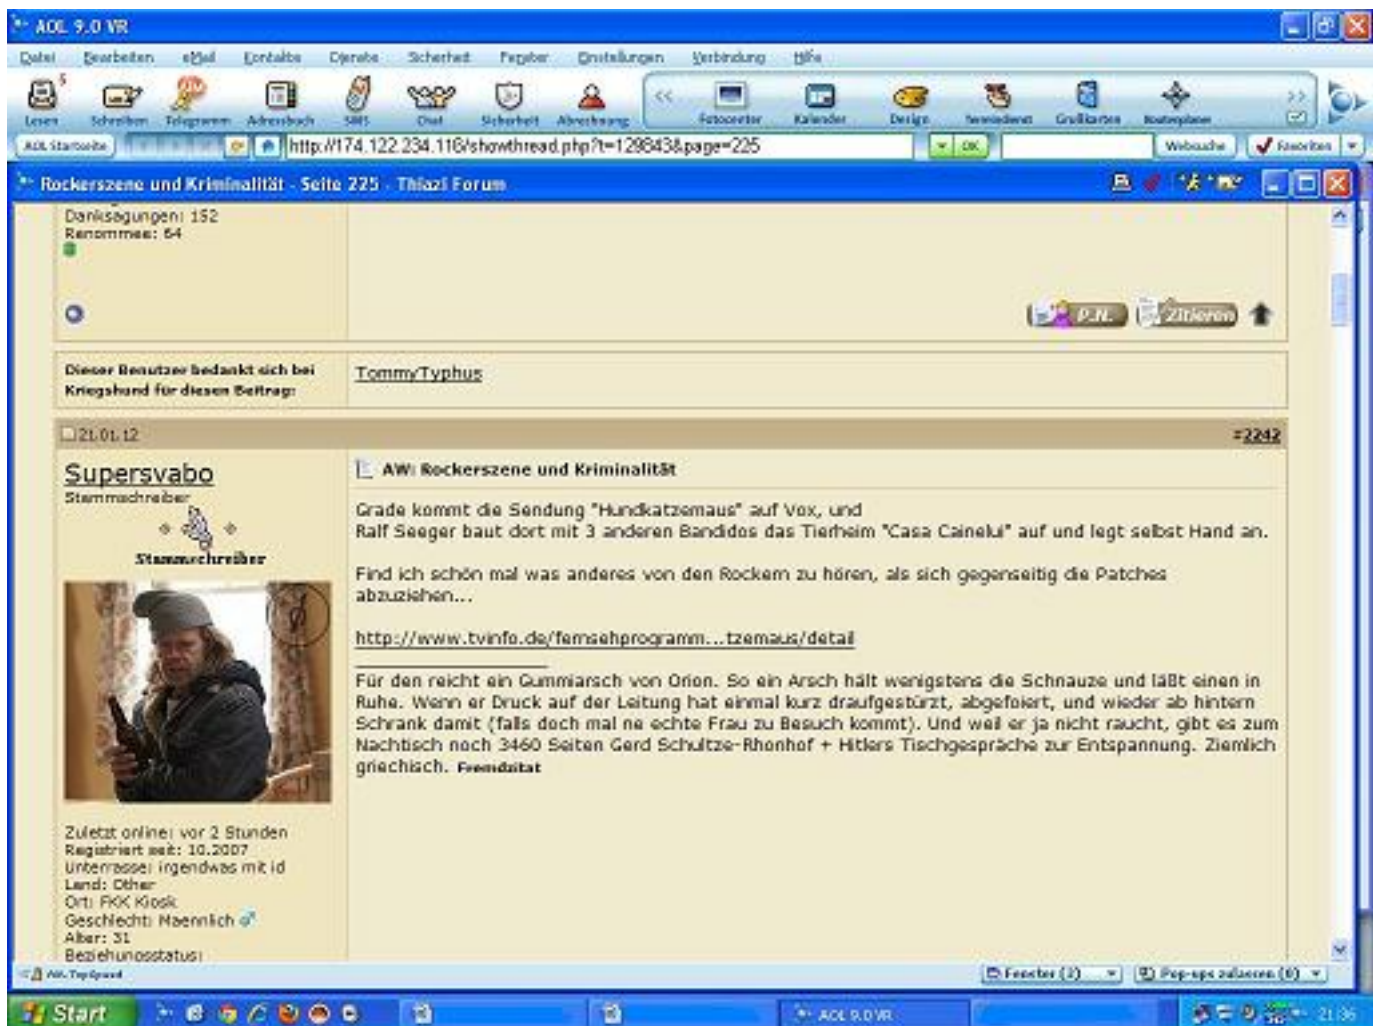 AOL 9.0 VR
Datei Bearbeiten eMail Kontakte Dienste Sicherheit Fenster Einstellungen Verbindung Hilfe
5
Lesen Schreiben Telegramm Adressbuch SMS Chat Sicherheit Abrechnung << Fotocenter Kalender Design Grußkarten Routenplaner >>
AOL Startseite http://174.122.234.116/showthread.php?t=129843&page=225 OK Websuche Favoriten
Rockerszene und Kriminalität - Seite 225 - Thiazi Forum
Danksagungen: 152
Renommee: 64
P.N. Zitieren
Dieser Benutzer bedankt sich bei
Kriegshund für diesen Beitrag:
TommyTyphus
21.01.12 #2242
Supersvabo
Stammschreiber
Stammschreiber
AW: Rockerszene und Kriminalität
Grade kommt die Sendung "Hundkatzemaus" auf Vox, und
Ralf Seeger baut dort mit 3 anderen Bandidos das Tierheim "Casa Cainelui" auf und legt selbst Hand an.
Find ich schön mal was anderes von den Rockern zu hören, als sich gegenseitig die Patches
abzuziehen...
http://www.tvinfo.de/fernsehprogramm...tzemaus/detail
Für den reicht ein Gummiarsch von Orion. So ein Arsch hält wenigstens die Schnauze und läßt einen in
Ruhe. Wenn er Druck auf der Leitung hat einmal kurz draufgestürzt, abgefoiert, und wieder ab hintern
Schrank damit (falls doch mal ne echte Frau zu Besuch kommt). Und weil er ja nicht raucht, gibt es zum
Nachtisch noch 3460 Seiten Gerd Schultze-Rhonhof + Hitlers Tischgespräche zur Entspannung. Ziemlich
griechisch. Fremdzitat
Zuletzt online: vor 2 Stunden
Registriert seit: 10.2007
Unterrasse: irgendwas mit id
Land: Other
Ort: FKK Kiosk
Geschlecht: Maennlich
Alter: 31
Beziehungsstatus:
Fenster (2) Pop-ups zulassen (0)
Start AOL 9.0 VR 21:36